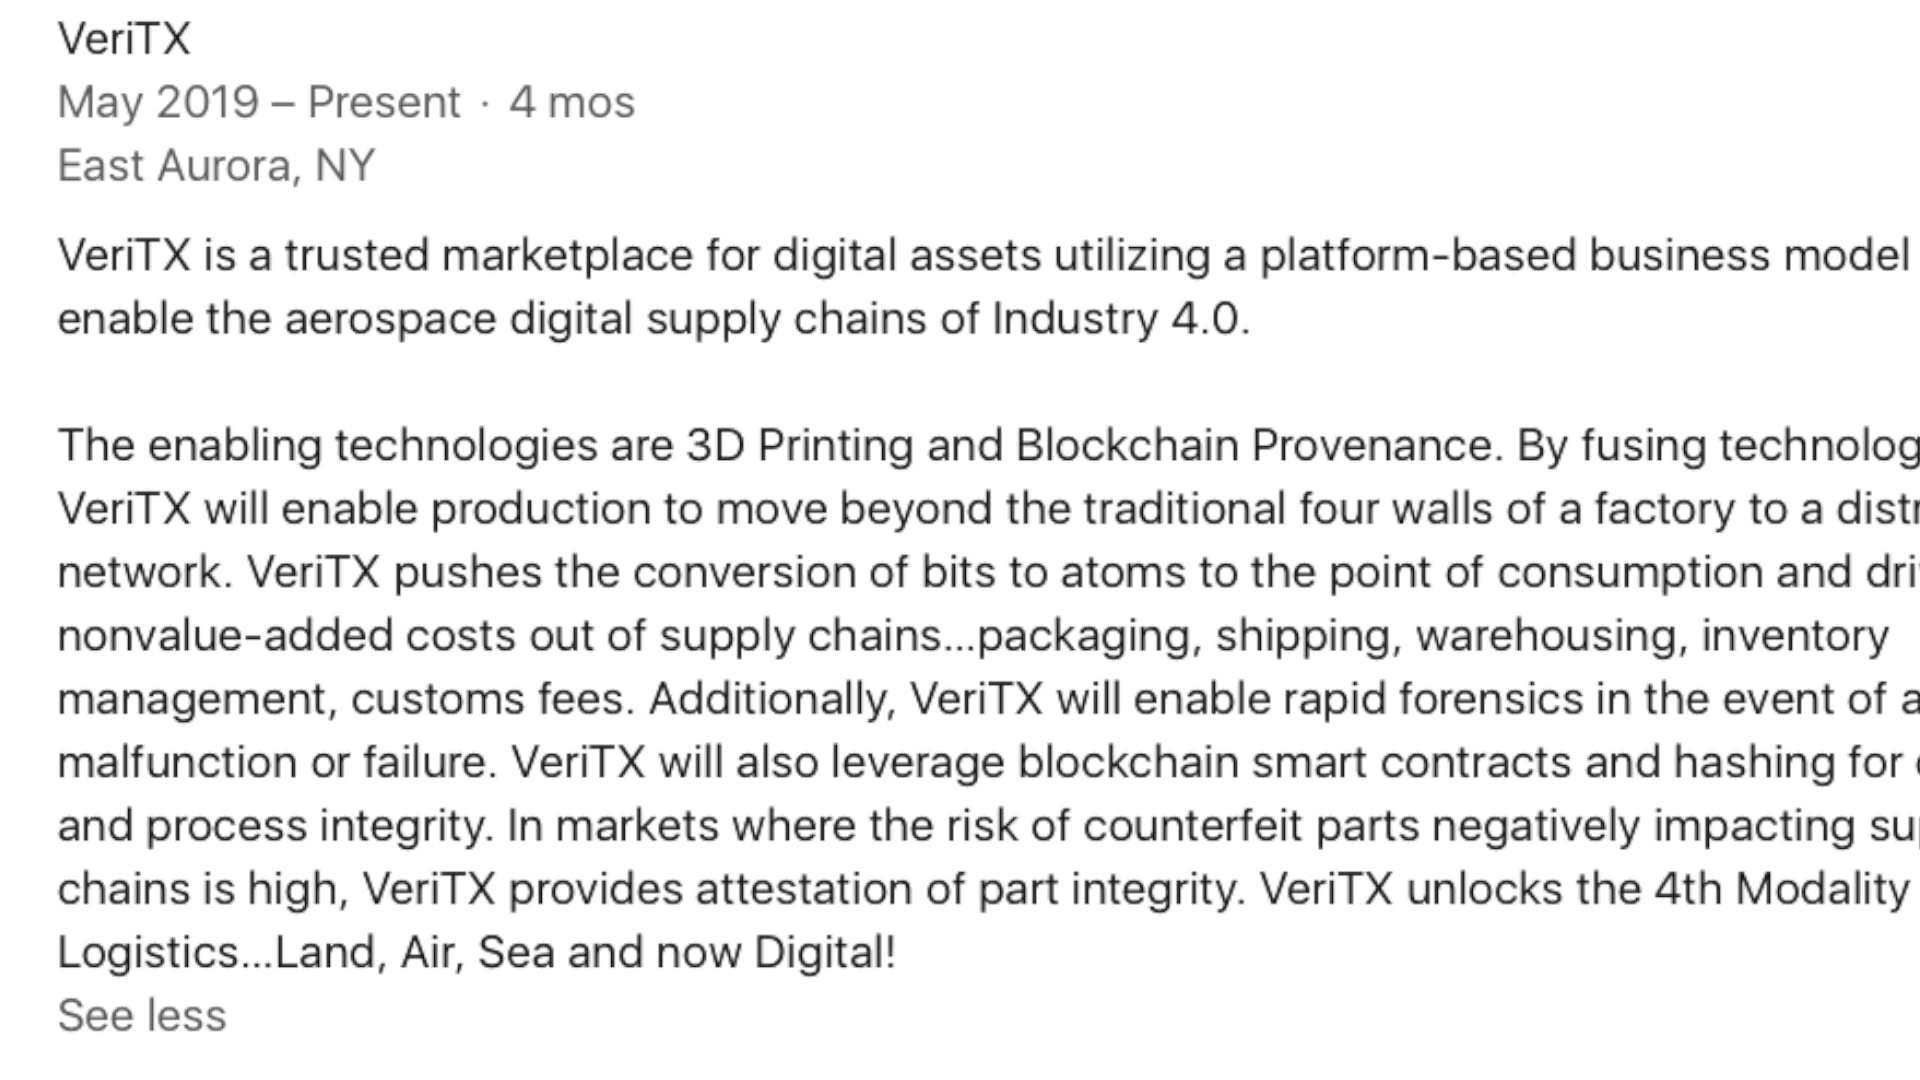 VeriTX
May 2019 – Present · 4 mos
East Aurora, NY
VeriTX is a trusted marketplace for digital assets utilizing a platform-based business model
enable the aerospace digital supply chains of Industry 4.0.
The enabling technologies are 3D Printing and Blockchain Provenance. By fusing
VeriTX will enable production to move beyond the traditional four walls of a factory to a
network. VeriTX pushes the conversion of bits to atoms to the point of consumption and
nonvalue-added costs out of supply chains...packaging, shipping, warehousing, inventory
management, customs fees. Additionally, VeriTX will enable rapid forensics in the event of a
malfunction or failure. VeriTX will also leverage blockchain smart contracts and hashing for
and process integrity. In markets where the risk of counterfeit parts negatively impacting
chains is high, VeriTX provides attestation of part integrity. VeriTX unlocks the 4th Modality
Logistics...Land, Air, Sea and now Digital!
See less